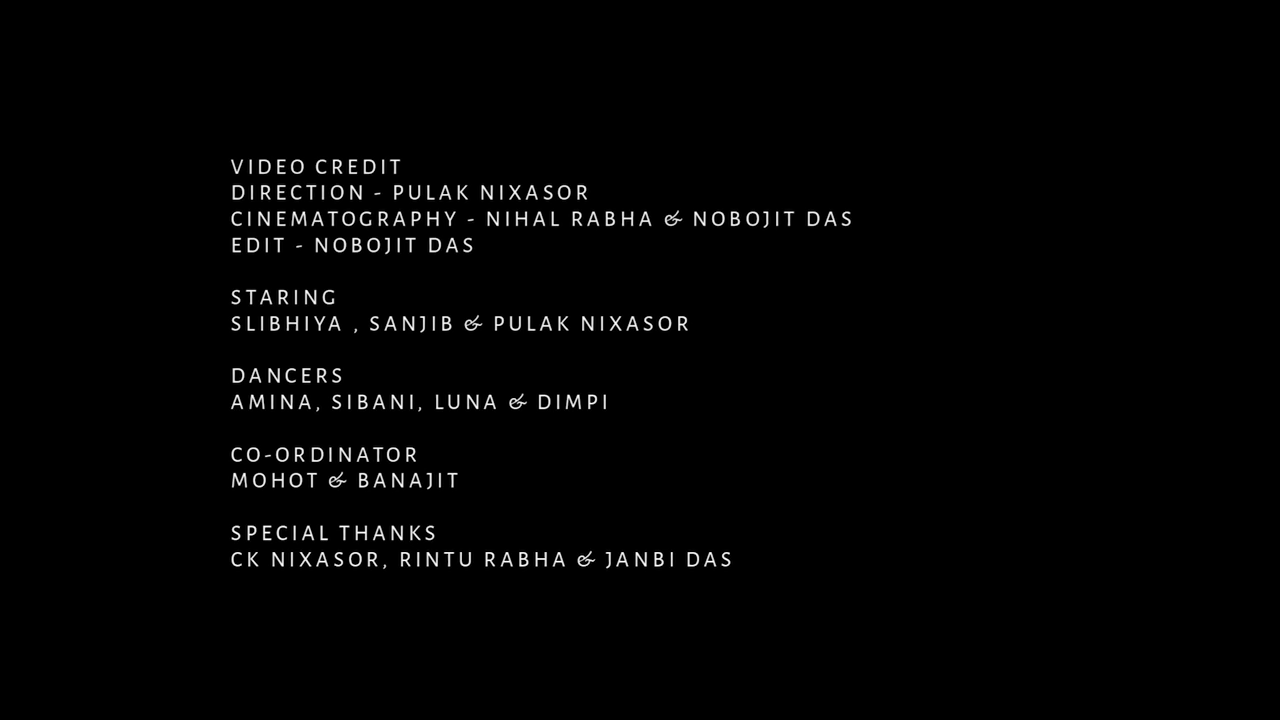 VIDEO CREDIT
DIRECTION - PULAK NIXASOR
CINEMATOGRAPHY - NIHAL RABHA & NOBOJIT DAS
EDIT - NOBOJIT DAS
STARING
SLIBHIYA , SANJIB & PULAK NIXASOR
DANCERS
AMINA, SIBANI, LUNA & DIMPI
CO-ORDINATOR
MOHOT & BANAJIT
SPECIAL THANKS
CK NIXASOR, RINTU RABHA & JANBI DAS